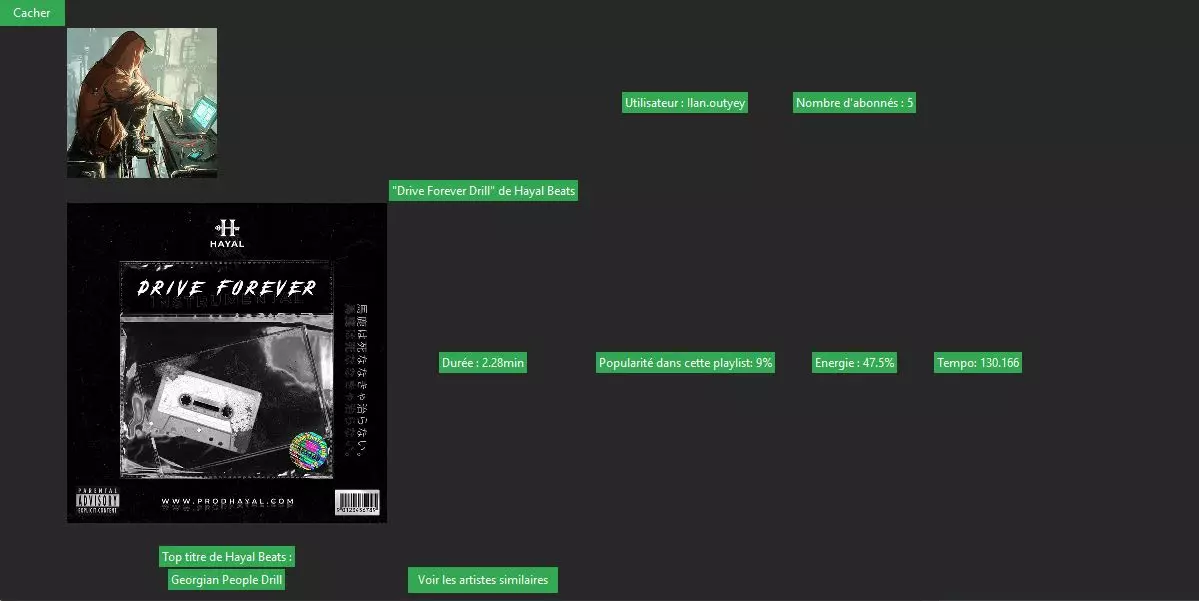 Cacher
Utilisateur : Ilan.outyey
Nombre d'abonnés : 5
"Drive Forever Drill" de Hayal Beats
H
HAYAL
DRIVE FOREVER
INSTRUMENTAL
馬鹿は死ななきゃ治らない。
Durée : 2.28min
Popularité dans cette playlist: 9%
Energie : 47.5%
Tempo: 130.166
PARENTAL
ADVISORY
EXPLICIT CONTENT
WWW.PRODHAYAL.COM
Top titre de Hayal Beats :
Georgian People Drill
Voir les artistes similaires